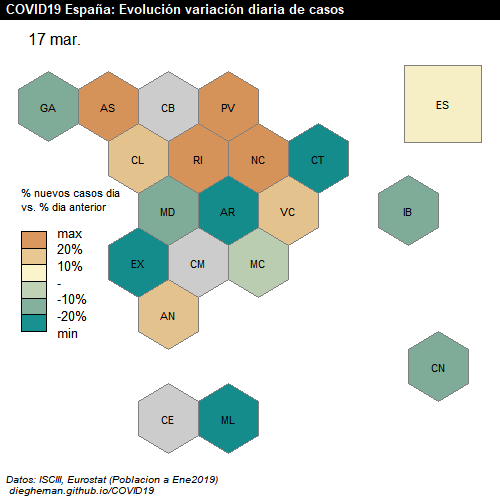 COVID19 España: Evolución variación diaria de casos
17 mar.
GA AS CB PV ES
CL RI NC CT
% nuevos casos dia
vs. % dia anterior
MD AR VC IB
max
20%
10%
-
-10%
-20%
min
EX CM MC
AN
CN
CE ML
Datos: ISCIII, Eurostat (Poblacion a Ene2019)
diegheman.github.io/COVID19